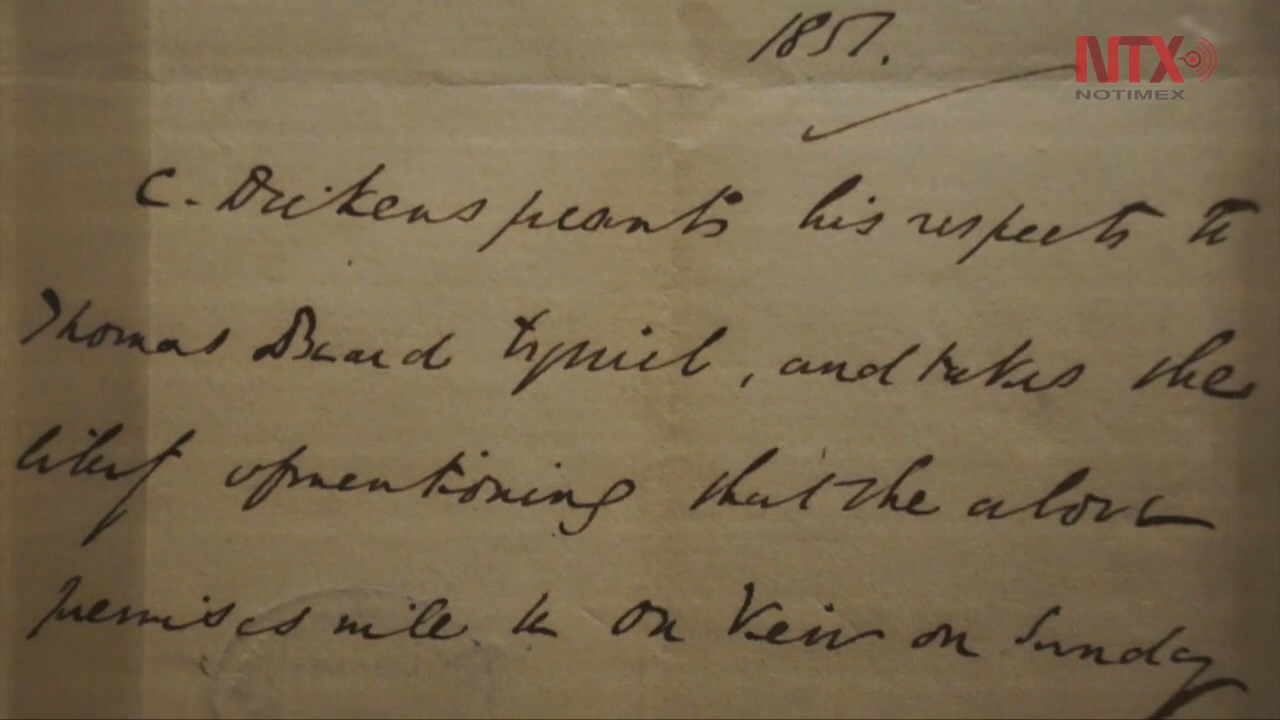 1857.
NTX
NOTIMEX
C. Dickens presents his respects to
Thomas Beard Esquire, and takes the
liberty of mentioning that the above
premises will be on View on Sunday